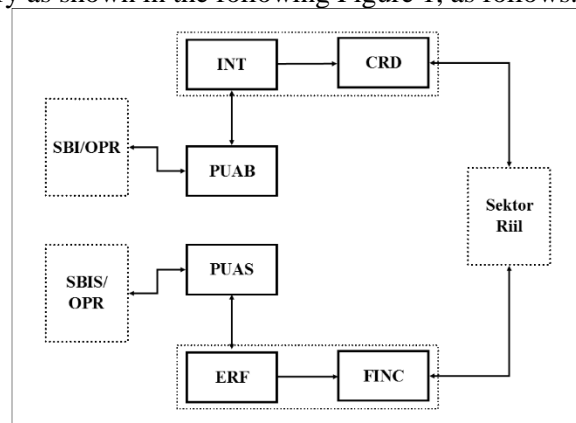 ry as shown in the following Figure 1, as follows.
INT
CRD
SBI/OPR
PUAB
Sektor
Riil
SBIS/
OPR
PUAS
ERF
FINC